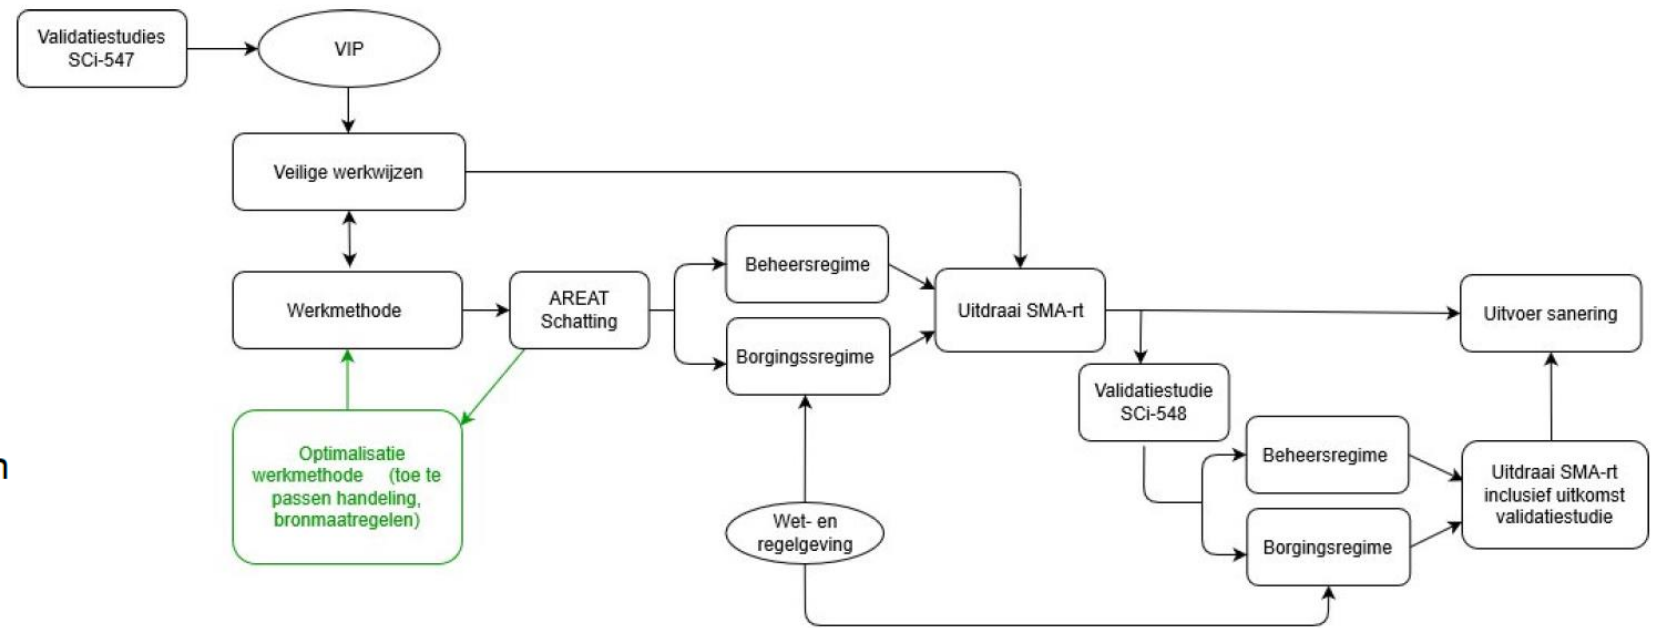 Validatiestudies
SCi-547
VIP
Veilige werkwijzen
Werkmethode
AREAT
Schatting
Optimalisatie
werkmethode (toe te
passen handeling,
bronmaatregelen)
n
Beheersregime
Borgingssregime
Wet- en
regelgeving
Uitdraai SMA-rt
Validatiestudie
SCi-548
Beheersregime
Borgingsregime
Uitdraai SMA-rt
inclusief uitkomst
validatiestudie
Uitvoer sanering